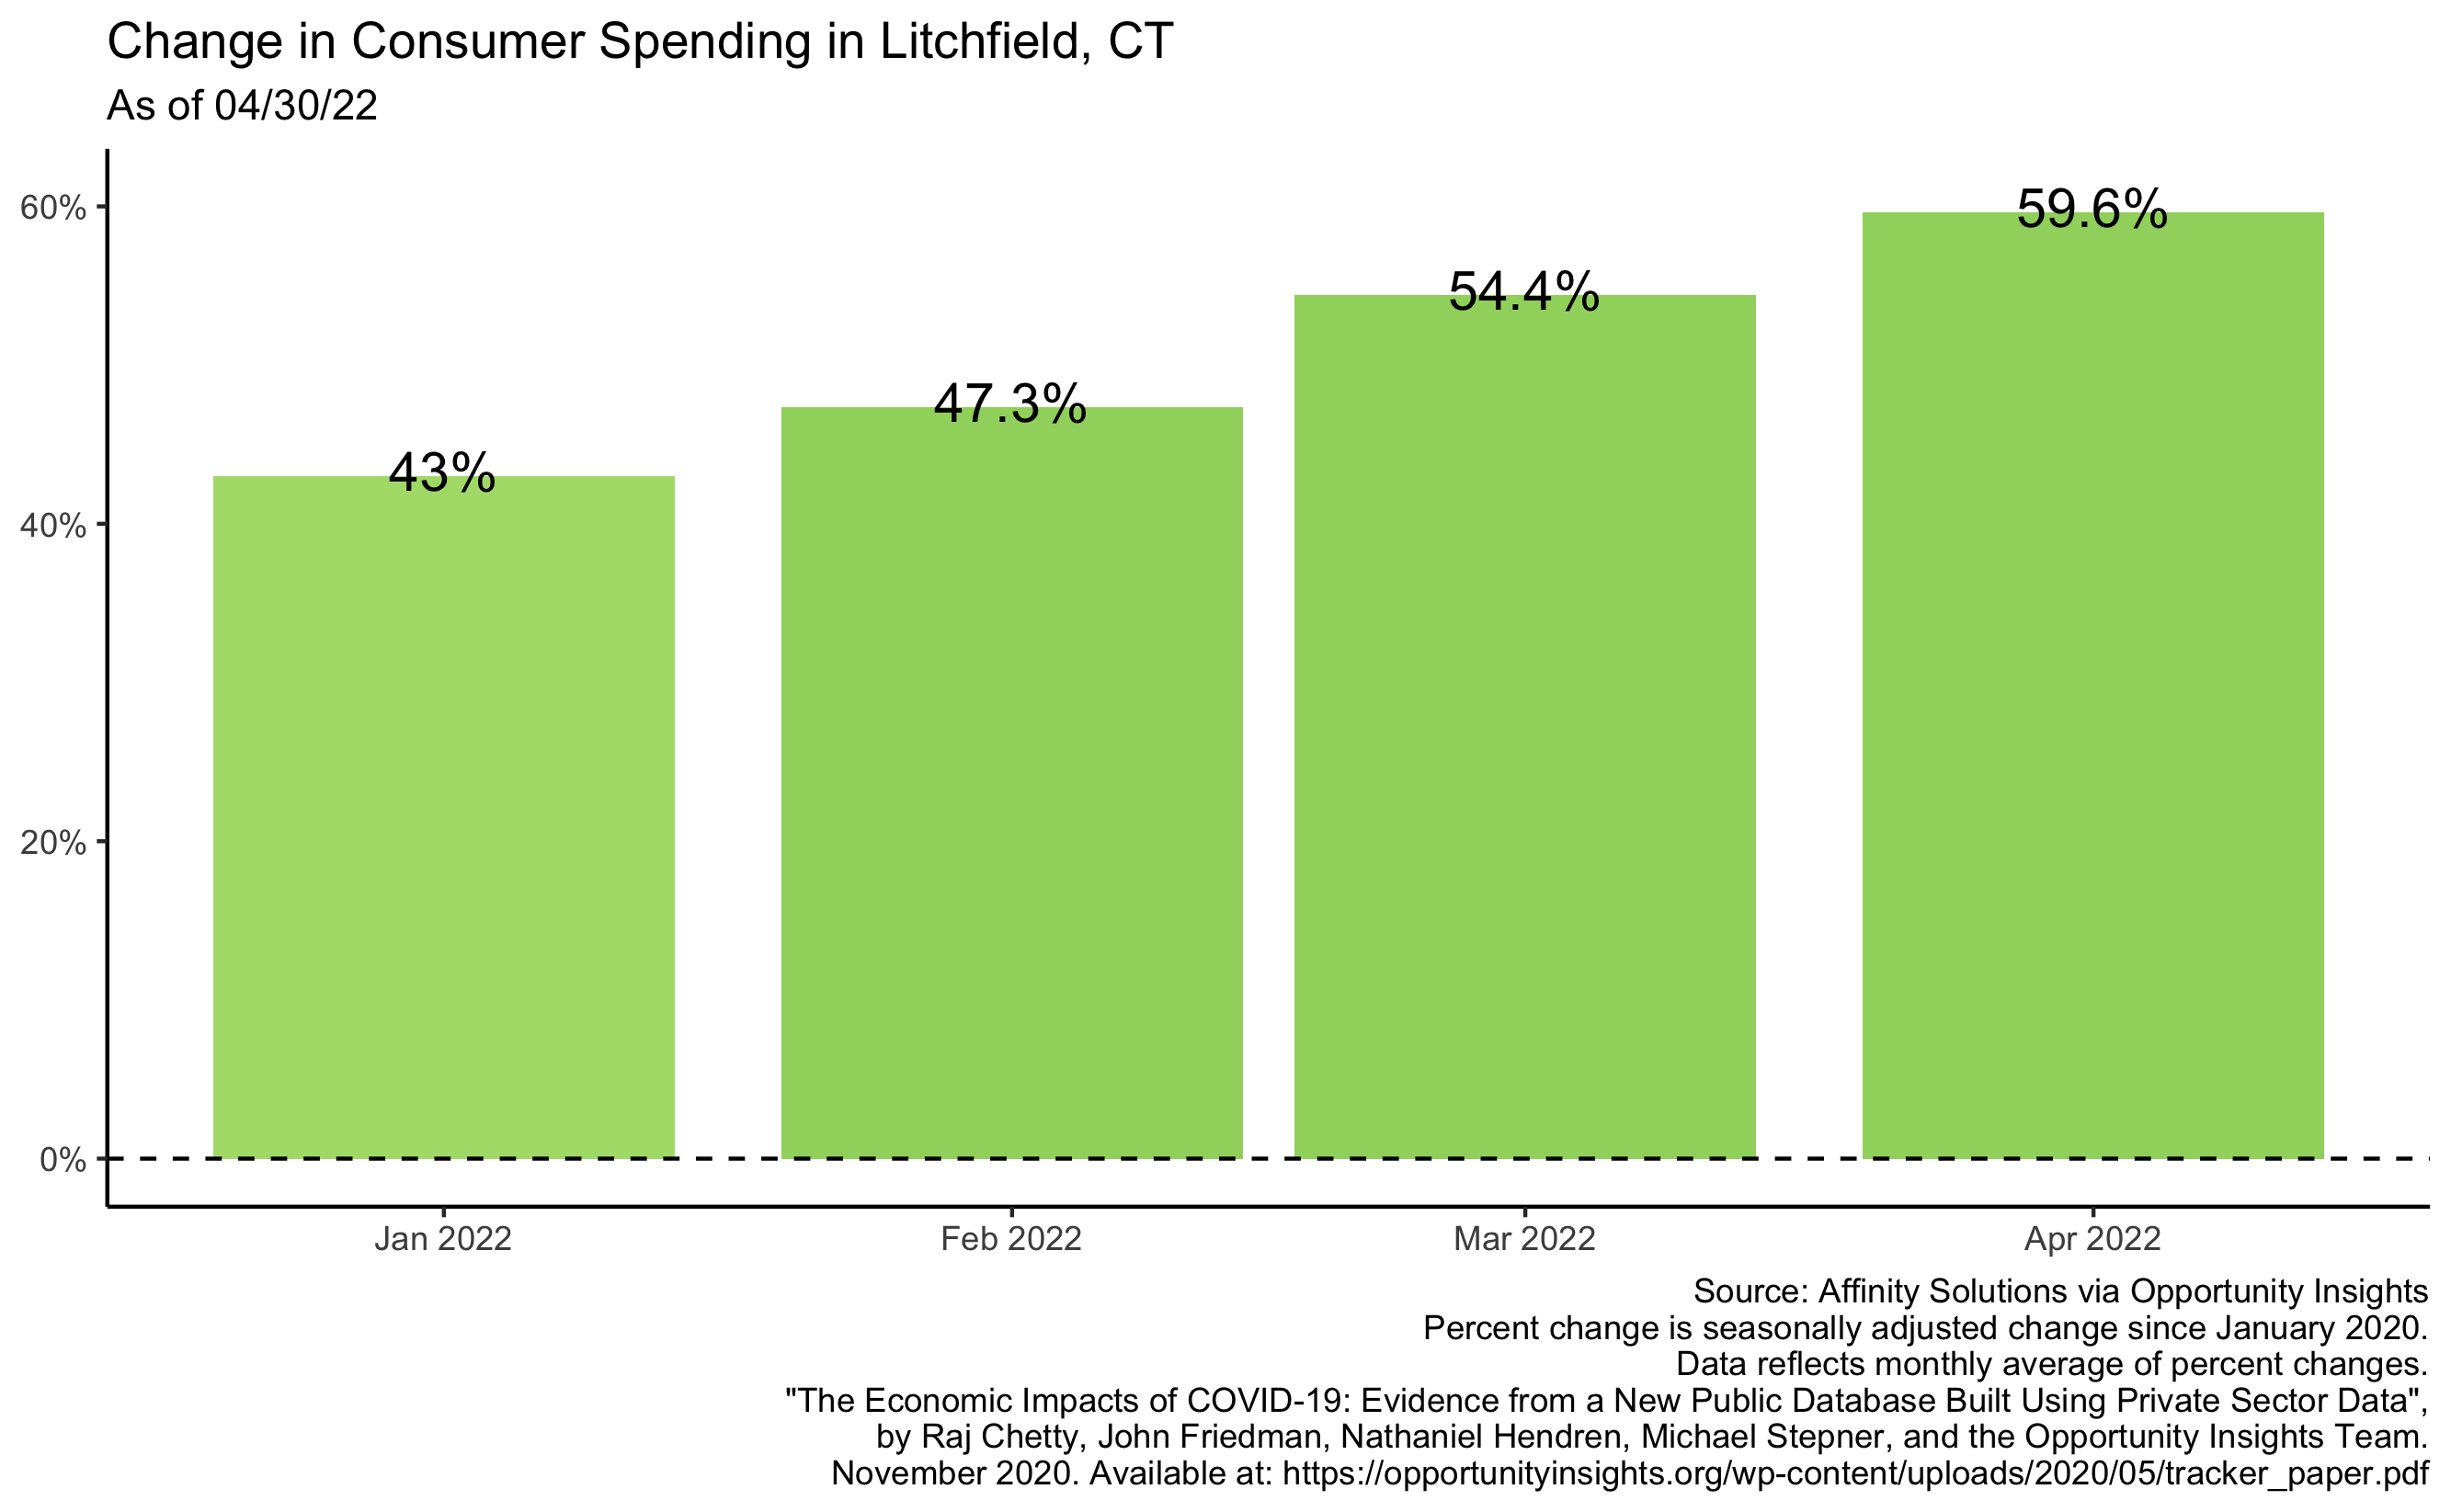 Change in Consumer Spending in Litchfield, CT
As of 04/30/22
60%
40%
20%
0%
43%
47.3%
54.4%
59.6%
Jan 2022
Feb 2022
Mar 2022
Apr 2022
Source: Affinity Solutions via Opportunity Insights
Percent change is seasonally adjusted change since January 2020.
Data reflects monthly average of percent changes.
"The Economic Impacts of COVID-19: Evidence from a New Public Database Built Using Private Sector Data",
by Raj Chetty, John Friedman, Nathaniel Hendren, Michael Stepner, and the Opportunity Insights Team.
November 2020. Available at: https://opportunityinsights.org/wp-content/uploads/2020/05/tracker_paper.pdf